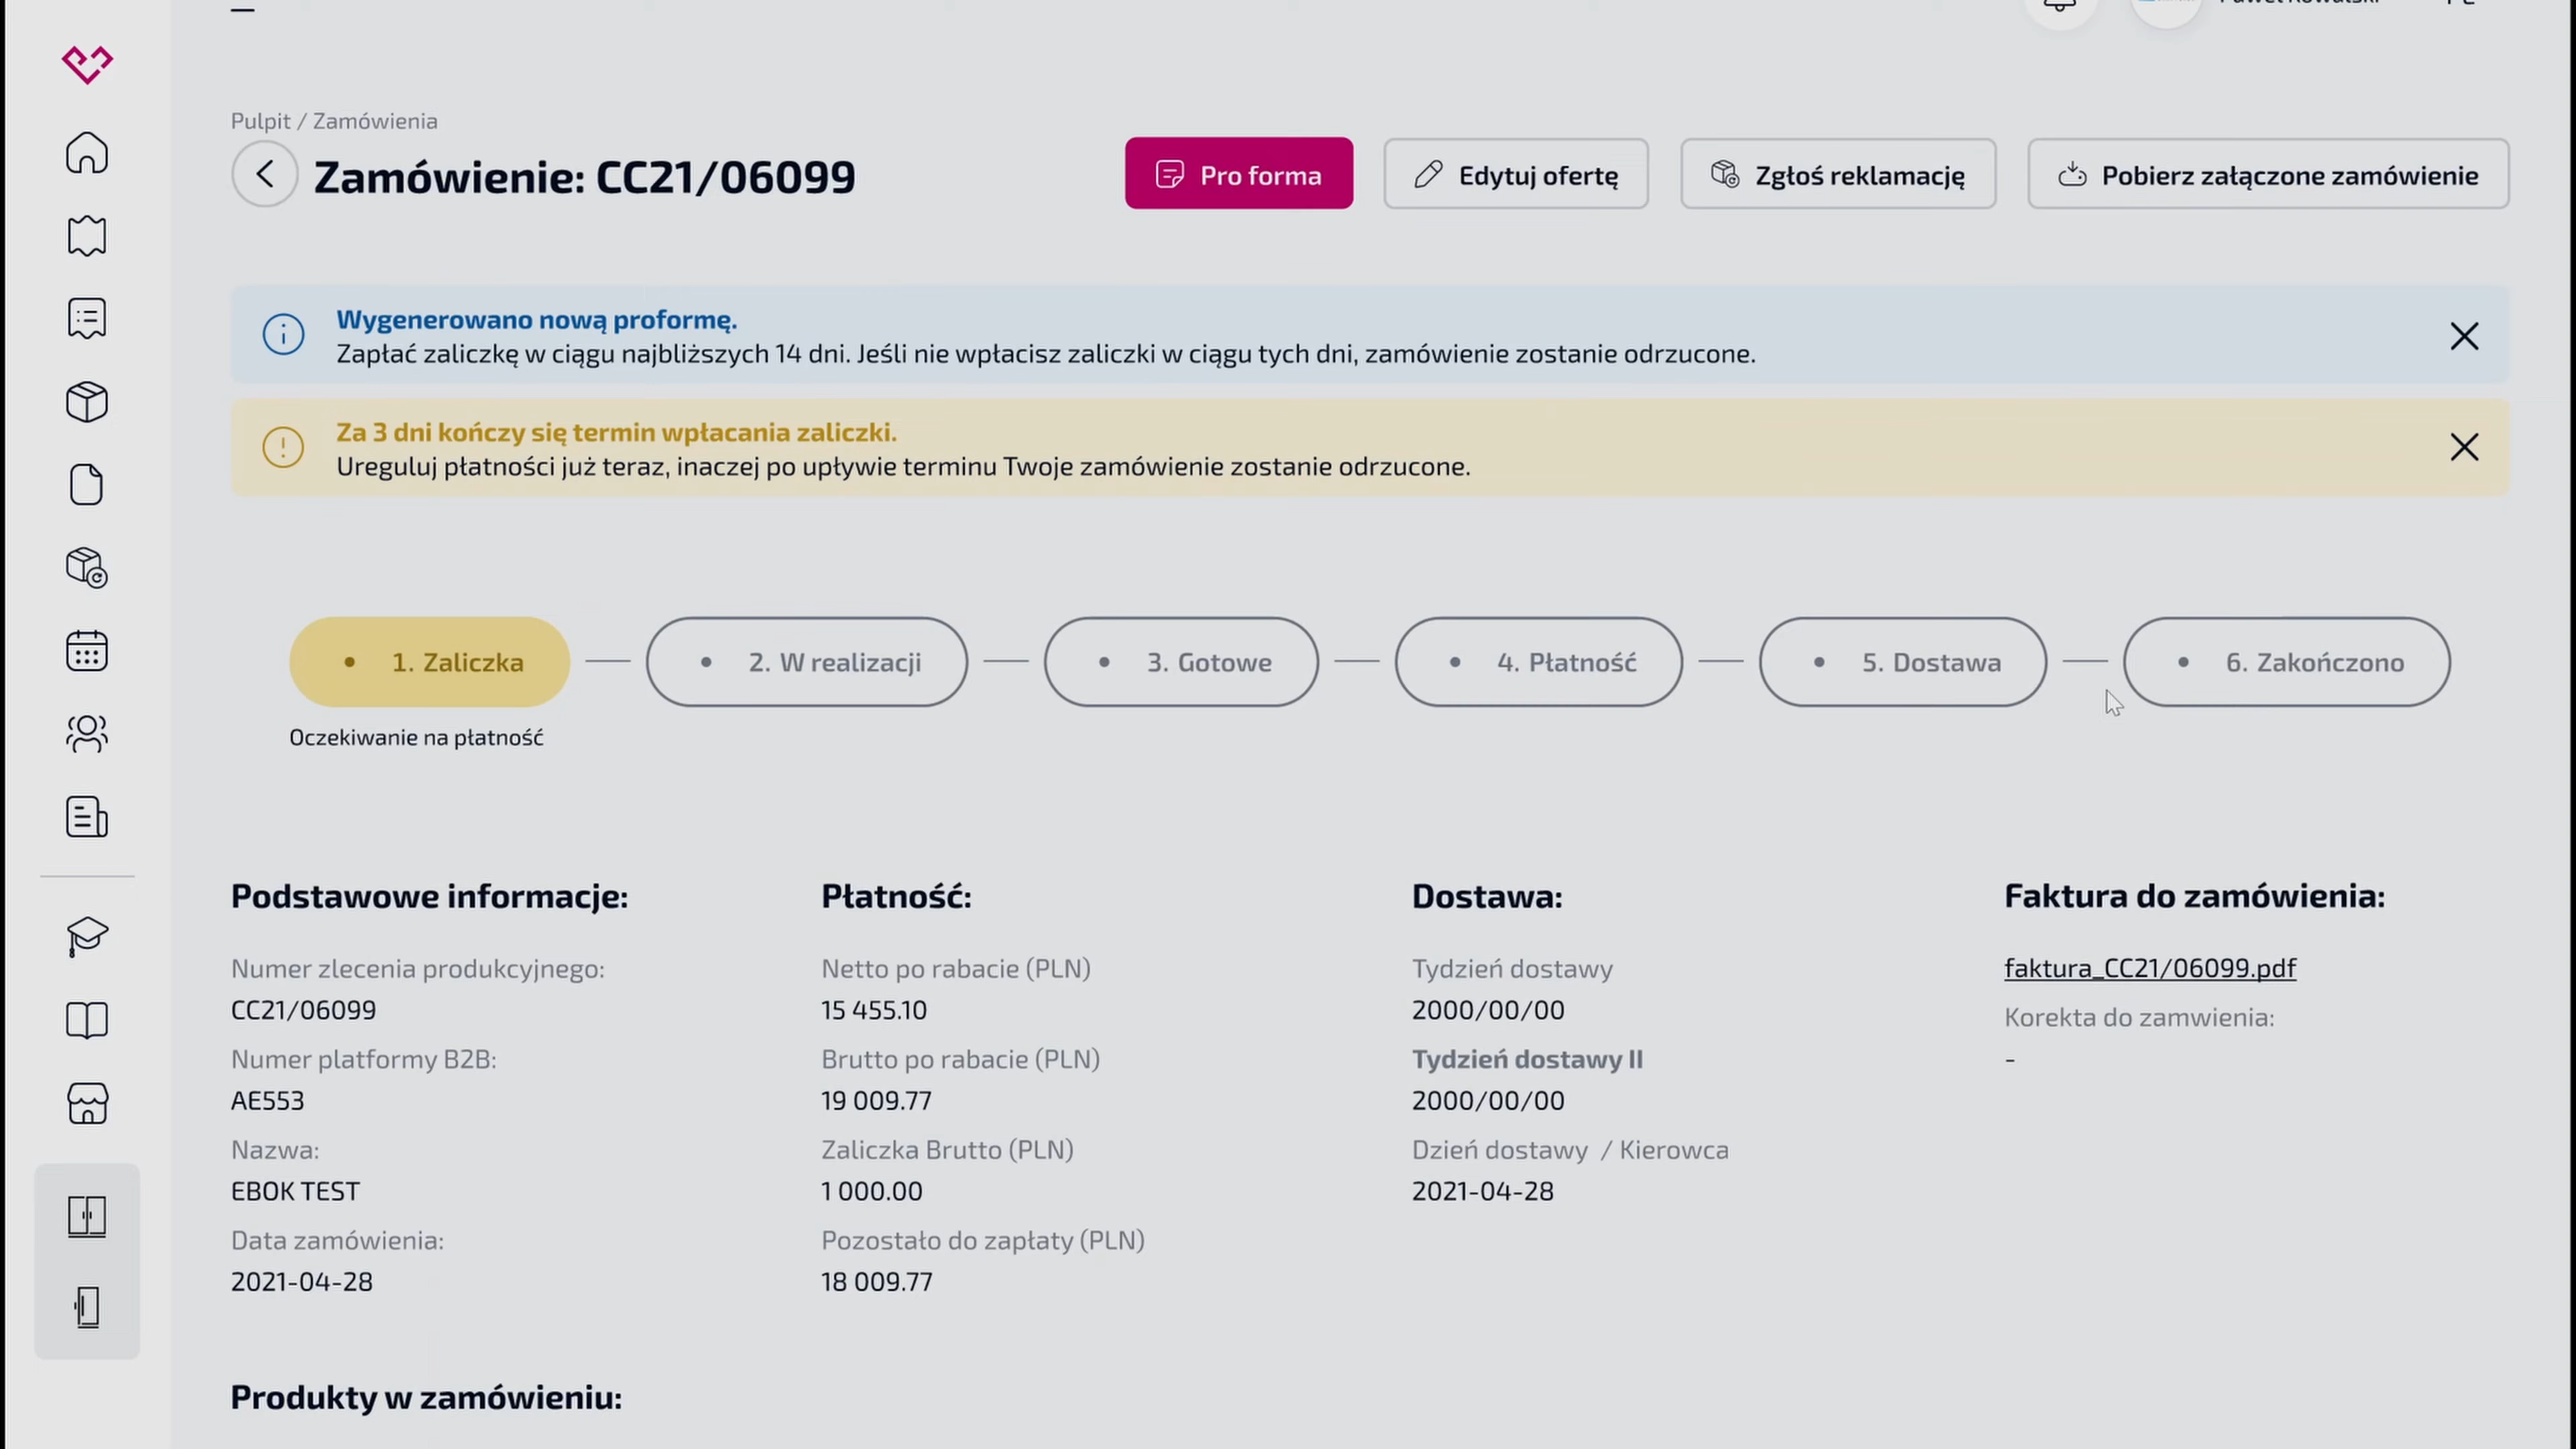 Pulpit / Zamówienia
Zamówienie: CC21/06099
Pro forma
Edytuj ofertę
Zgłoś reklamację
Pobierz załączone zamówienie
Wygenerowano nową proformę.
Zapłać zaliczkę w ciągu najbliższych 14 dni. Jeśli nie wpłacisz zaliczki w ciągu tych dni, zamówienie zostanie odrzucone.
Za 3 dni kończy się termin wpłacania zaliczki.
Ureguluj płatności już teraz, inaczej po upływie terminu Twoje zamówienie zostanie odrzucone.
1. Zaliczka
2. W realizacji
3. Gotowe
4. Płatność
5. Dostawa
6. Zakończono
Oczekiwanie na płatność
Podstawowe informacje:
Numer zlecenia produkcyjnego:
CC21/06099
Numer platformy B2B:
AE553
Nazwa:
EBOK TEST
Data zamówienia:
2021-04-28
Płatność:
Netto po rabacie (PLN)
15 455.10
Brutto po rabacie (PLN)
19 009.77
Zaliczka Brutto (PLN)
1 000.00
Pozostało do zapłaty (PLN)
18 009.77
Dostawa:
Tydzień dostawy
2000/00/00
Tydzień dostawy II
2000/00/00
Dzień dostawy / Kierowca
2021-04-28
Faktura do zamówienia:
faktura_CC21/06099.pdf
Korekta do zamwienia:
-
Produkty w zamówieniu: